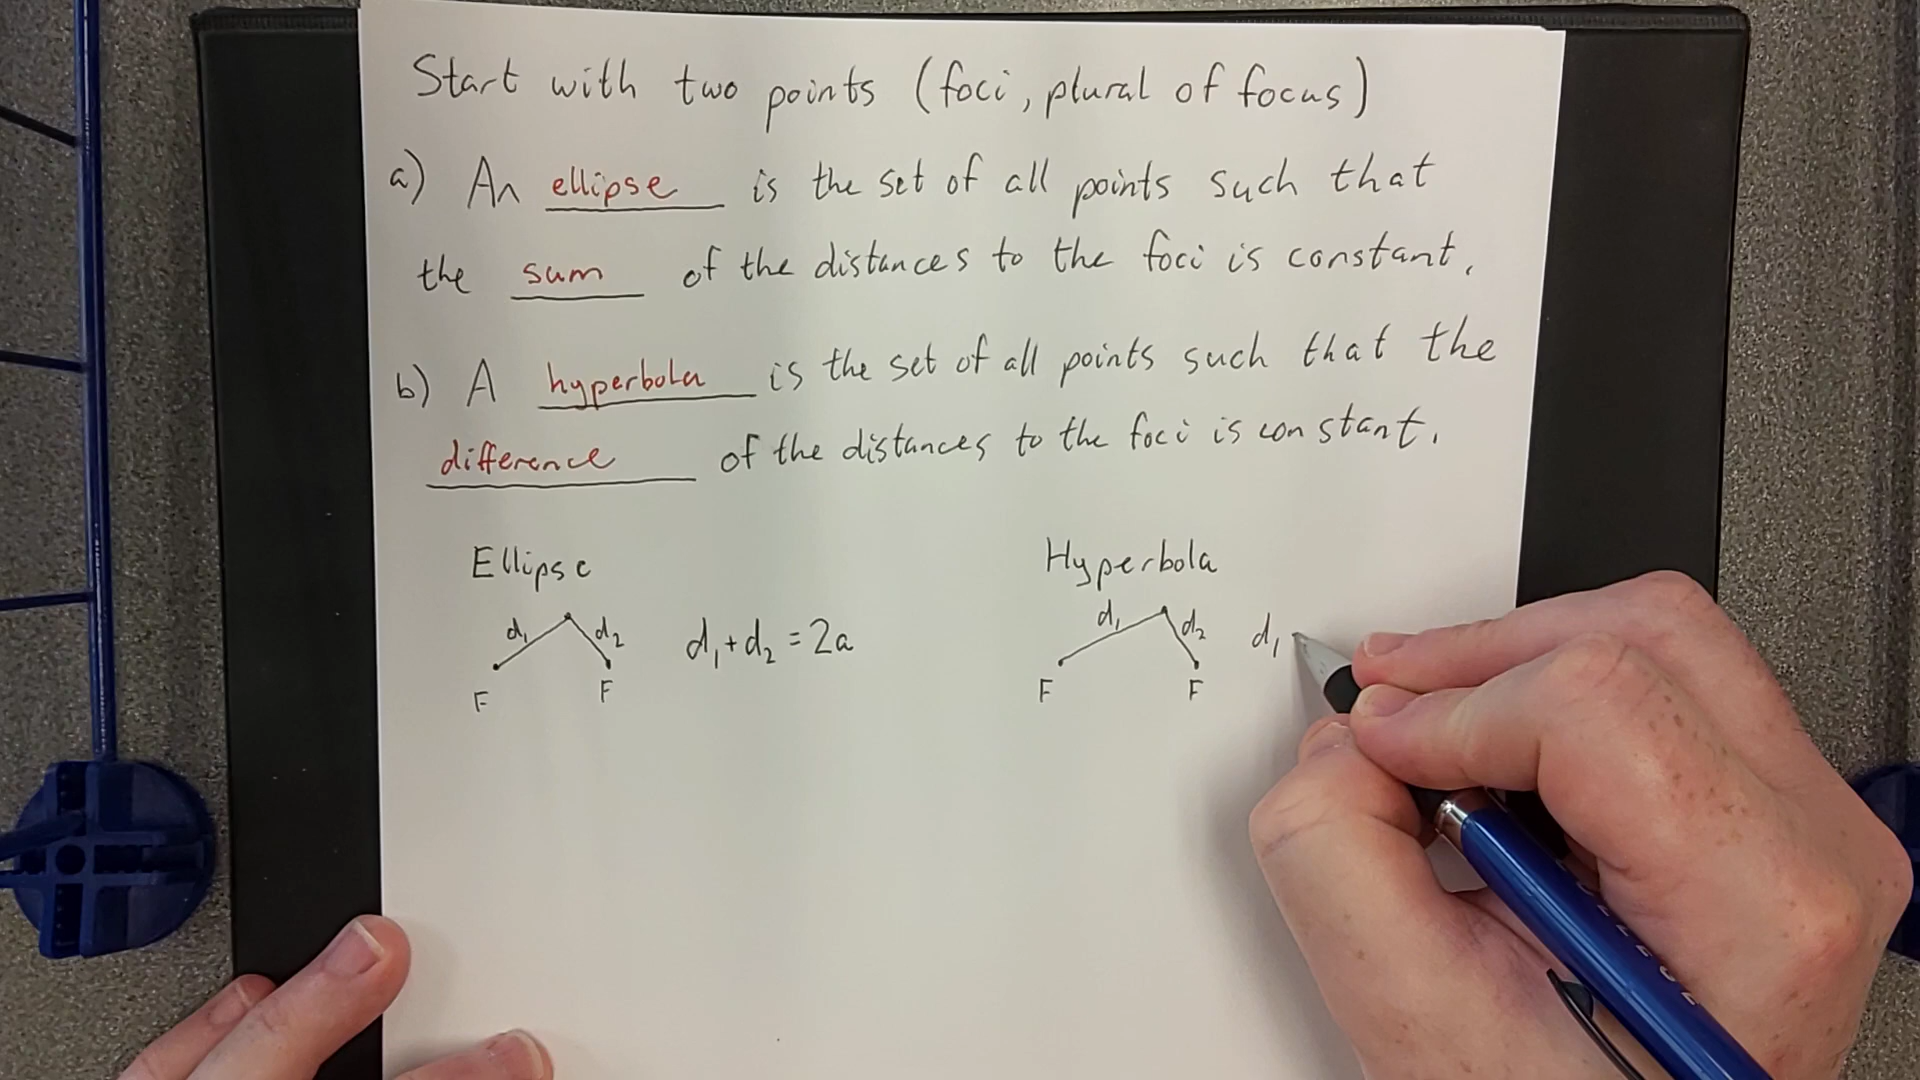 Start with two points (foci, plural of focus)
a) An ellipse is the set of all points such that
the sum of the distances to the foci is constant.
b) A hyperbola is the set of all points such that the
difference of the distances to the foci is constant.
Ellipse
d₁ d₂
F F
d₁+d₂ = 2a
Hyperbola
d₁ d₂
F F
d₁